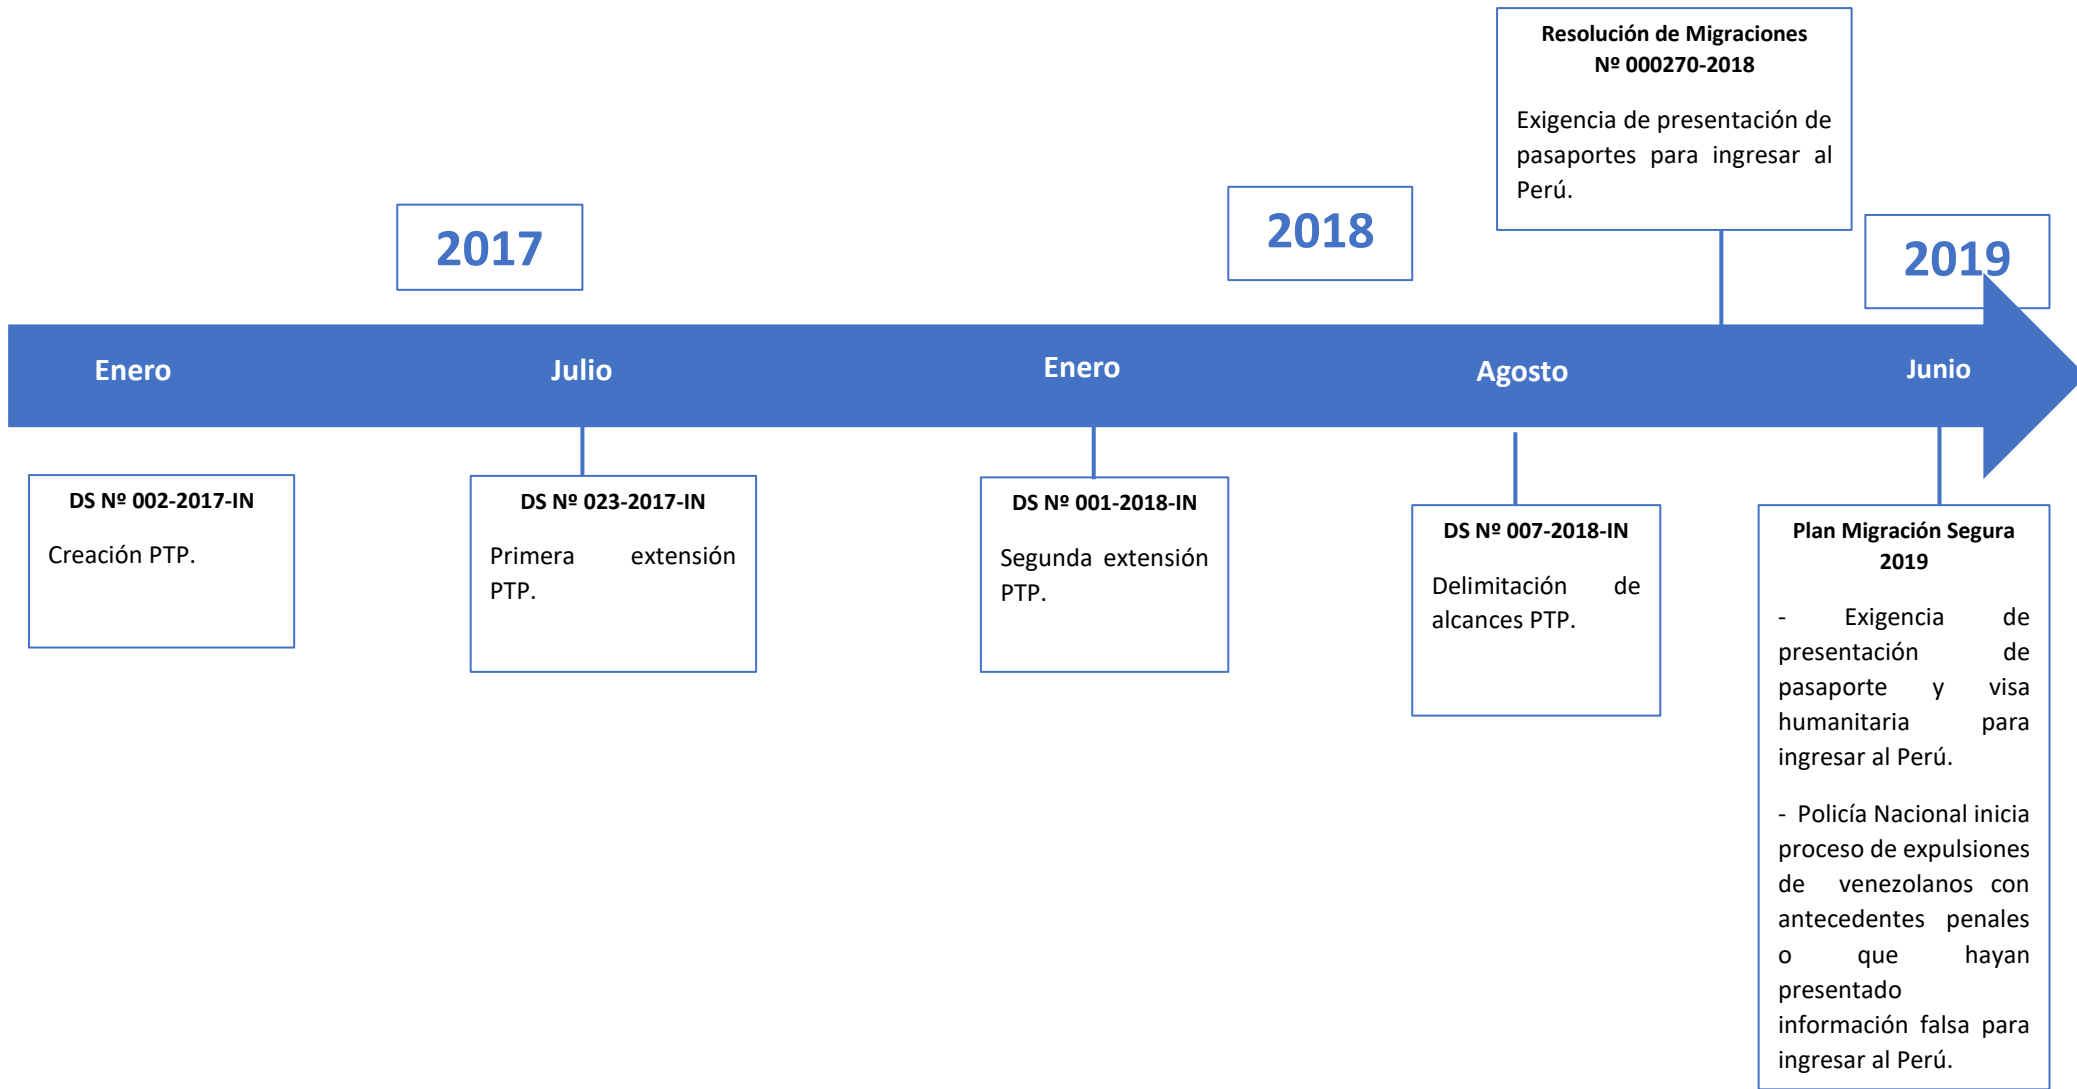 Resolución de Migraciones
Nº 000270-2018
Exigencia de presentación de
pasaportes para ingresar al
Perú.
2017
2018
2019
Enero
Julio
Enero
Agosto
Junio
DS Nº 002-2017-IN
Creación PTP.
DS Nº 023-2017-IN
Primera extensión
PTP.
DS Nº 001-2018-IN
Segunda extensión
PTP.
DS Nº 007-2018-IN
Delimitación de
alcances PTP.
Plan Migración Segura
2019
- Exigencia de
presentación de
pasaporte y visa
humanitaria para
ingresar al Perú.
- Policía Nacional inicia
proceso de expulsiones
de venezolanos con
antecedentes penales
o que hayan
presentado
información falsa para
ingresar al Perú.